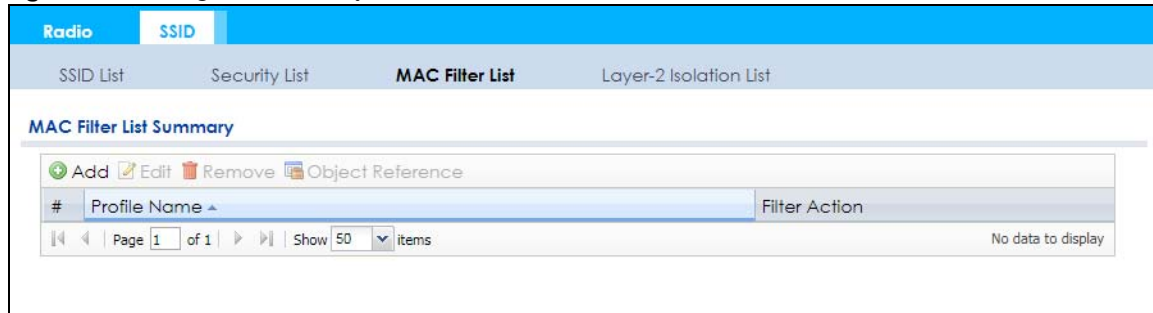 Radio SSID
SSID List Security List MAC Filter List Layer-2 Isolation List
MAC Filter List Summary
Add Edit Remove Object Reference
# Profile Name Filter Action
Page 1 of 1 Show 50 items No data to display